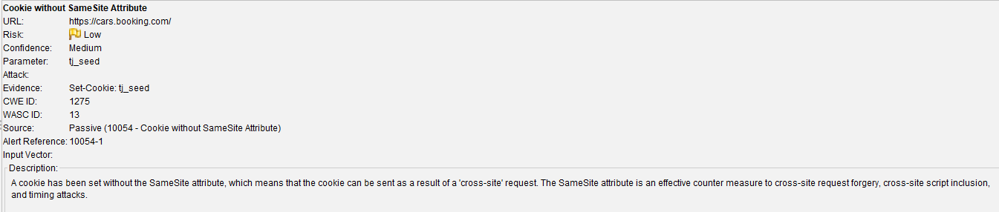 Cookie without SameSite Attribute
URL: https://cars.booking.com/
Risk: Low
Confidence: Medium
Parameter: tj_seed
Attack:
Evidence: Set-Cookie: tj_seed
CWE ID: 1275
WASC ID: 13
Source: Passive (10054 - Cookie without SameSite Attribute)
Alert Reference: 10054-1
Input Vector:
Description:
A cookie has been set without the SameSite attribute, which means that the cookie can be sent as a result of a 'cross-site' request. The SameSite attribute is an effective counter measure to cross-site request forgery, cross-site script inclusion,
and timing attacks.